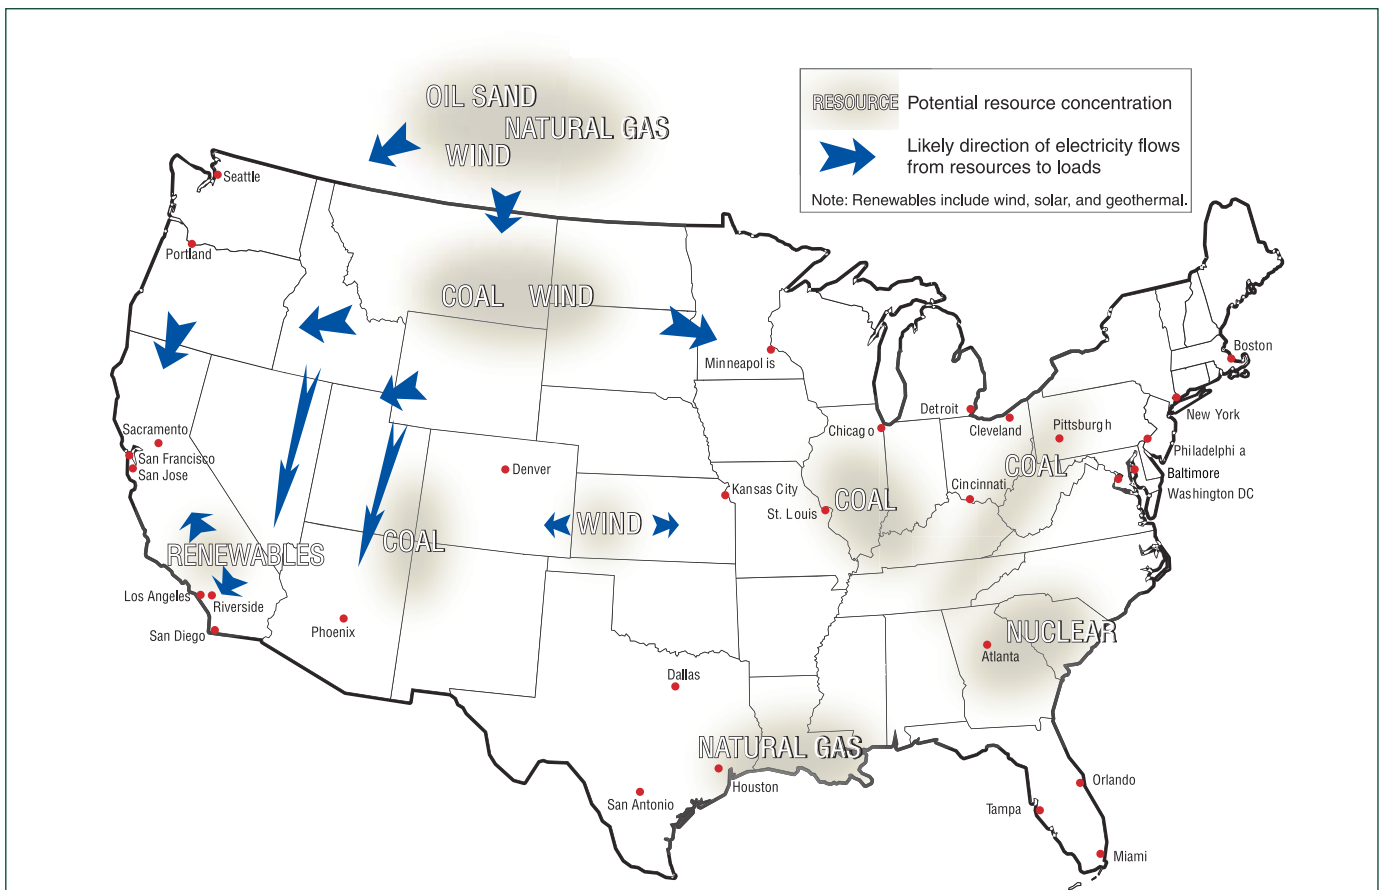 OIL SAND
NATURAL GAS
WIND
RESOURCE Potential resource concentration
Likely direction of electricity flows
from resources to loads
Note: Renewables include wind, solar, and geothermal.
Seattle
Portland
COAL WIND
Minneapol is
Boston
Detroit
Cleveland
Pittsburgh
New York
Chicag o
Philadelphi a
Sacramento
San Francisco
San Jose
Denver
COAL
Baltimore
Washington DC
Kansas City
Cincinnati
St. Louis
COAL
WIND
COAL
RENEWABLES
Los Angeles
Riverside
San Diego
Phoenix
NUCLEAR
Atlanta
Dallas
NATURAL GAS
Houston
San Antonio
Orlando
Tampa
Miami